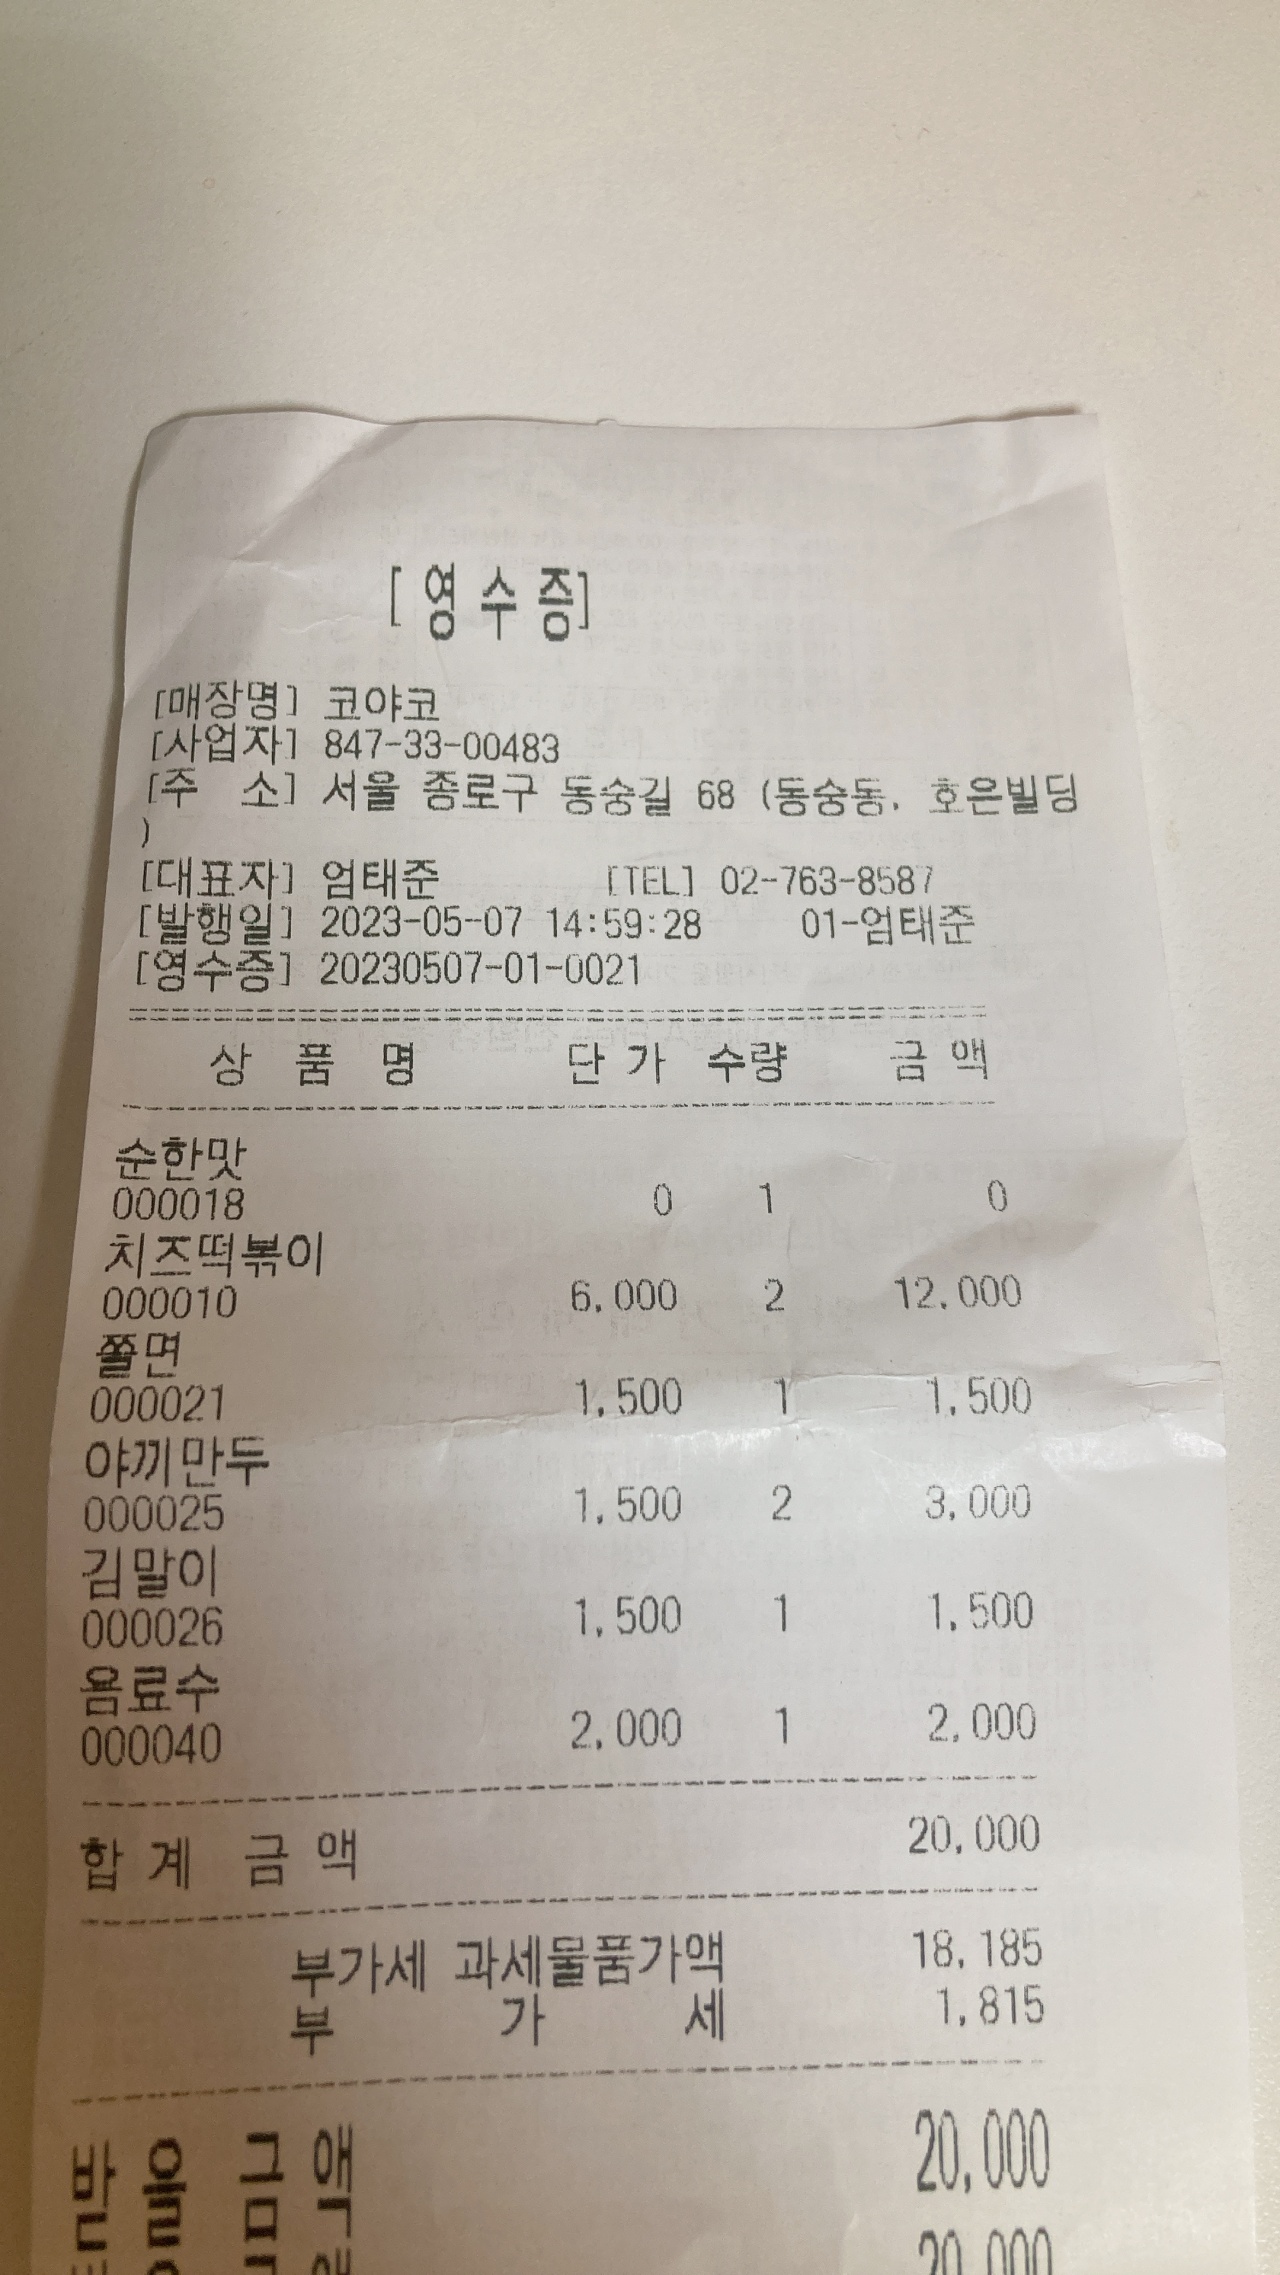 [ 영 수 증]
[매장명] 코야코
[사업자] 847-33-00483
[주 소] 서울 종로구 동숭길 68 (동숭동, 호은빌딩
)
[대표자] 엄태준 [TEL] 02-763-8587
[발행일] 2023-05-07 14:59:28 01-엄태준
[영수증] 20230507-01-0021
상 품 명 단 가 수량 금 액
순한맛
000018 0 1 0
치즈떡볶이
000010 6,000 2 12,000
쫄면
000021 1,500 1 1,500
야끼만두
000025 1,500 2 3,000
김말이
000026 1,500 1 1,500
음료수
000040 2,000 1 2,000
합 계 금 액 20,000
부가세 과세물품가액 18,185
부 가 세 1,815
받 을 금 액 20,000
20,000